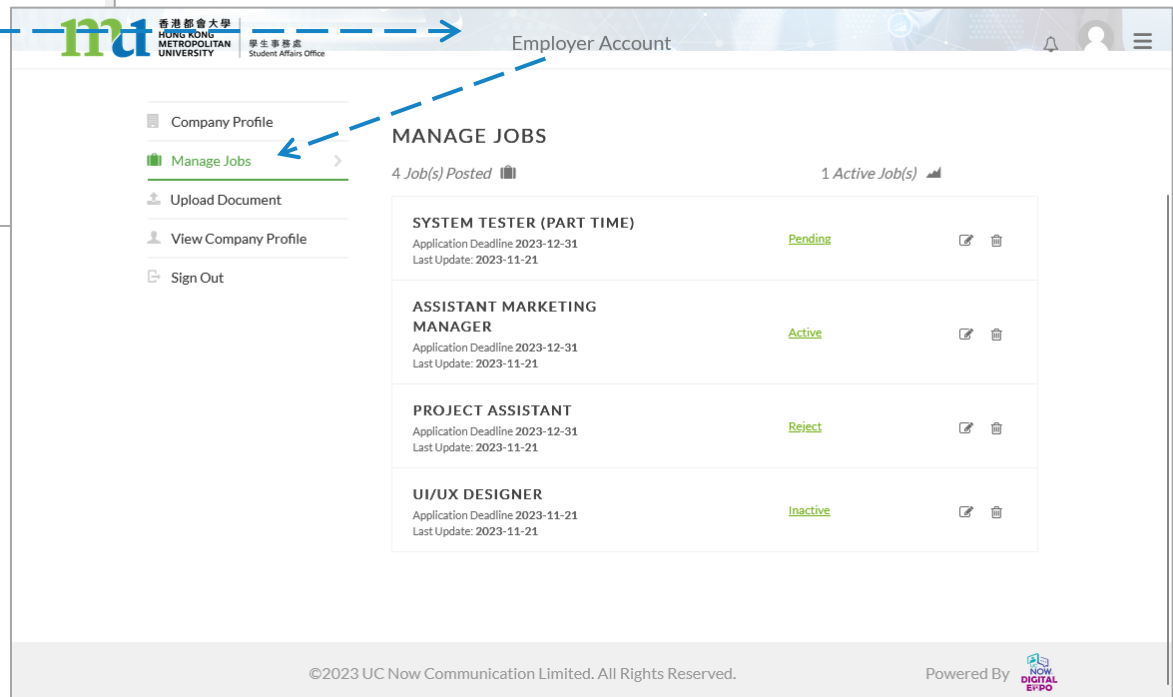 香港都會大學
HONG KONG
METROPOLITAN
UNIVERSITY
學生事務處
Student Affairs Office
Employer Account
Company Profile
Manage Jobs
Upload Document
View Company Profile
Sign Out
MANAGE JOBS
4 Job(s) Posted
1 Active Job(s)
SYSTEM TESTER (PART TIME)
Application Deadline 2023-12-31
Last Update: 2023-11-21
Pending
ASSISTANT MARKETING
MANAGER
Application Deadline 2023-12-31
Last Update: 2023-11-21
Active
PROJECT ASSISTANT
Application Deadline 2023-12-31
Last Update: 2023-11-21
Reject
UI/UX DESIGNER
Application Deadline 2023-11-21
Last Update: 2023-11-21
Inactive
©2023 UC Now Communication Limited. All Rights Reserved.
Powered By
NOW
DIGITAL
EXPO